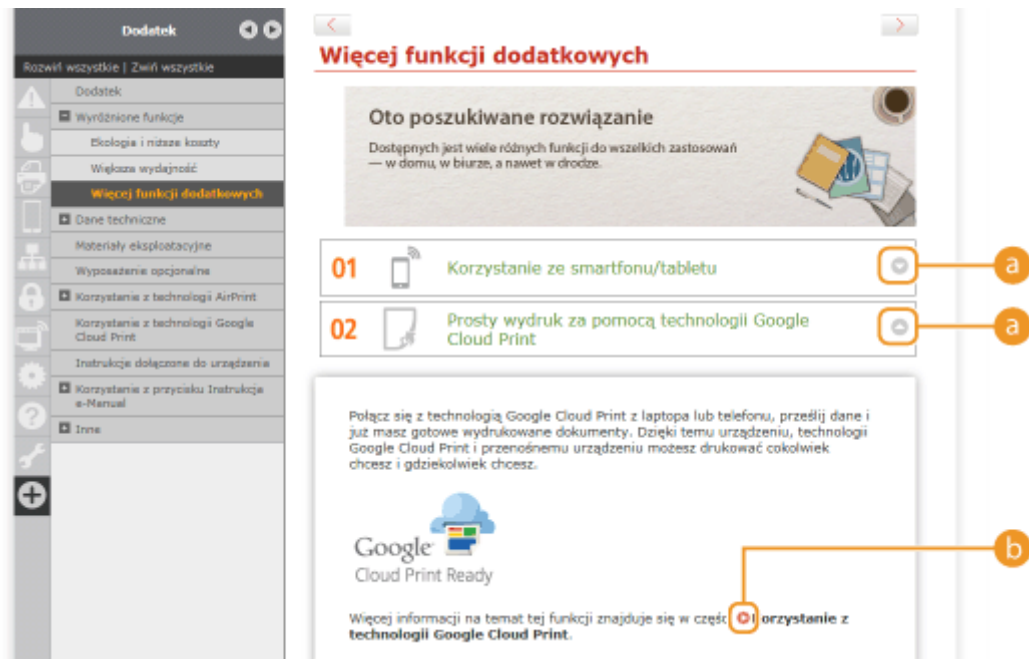 Dodatek
Rozwiń wszystkie | Zwiń wszystkie
Dodatek
Wyróżnione funkcje
Ekologia i niższe koszty
Większa wydajność
Więcej funkcji dodatkowych
Dane techniczne
Materiały eksploatacyjne
Wyposażenie opcjonalne
Korzystanie z technologii AirPrint
Korzystanie z technologii Google
Cloud Print
Instrukcje dołączone do urządzenia
Korzystanie z przycisku Instrukcja
e-Manual
Inne
Więcej funkcji dodatkowych
Oto poszukiwane rozwiązanie
Dostępnych jest wiele różnych funkcji do wszelkich zastosowań
— w domu, w biurze, a nawet w drodze.
01 Korzystanie ze smartfonu/tabletu
a
02 Prosty wydruk za pomocą technologii Google
Cloud Print
a
Połącz się z technologią Google Cloud Print z laptopa lub telefonu, prześlij dane i
już masz gotowe wydrukowane dokumenty. Dzięki temu urządzeniu, technologii
Google Cloud Print i przenośnemu urządzeniu możesz drukować cokolwiek
chcesz i gdziekolwiek chcesz.
Google
Cloud Print Ready
b
Więcej informacji na temat tej funkcji znajduje się w częśc orzystanie z
technologii Google Cloud Print.